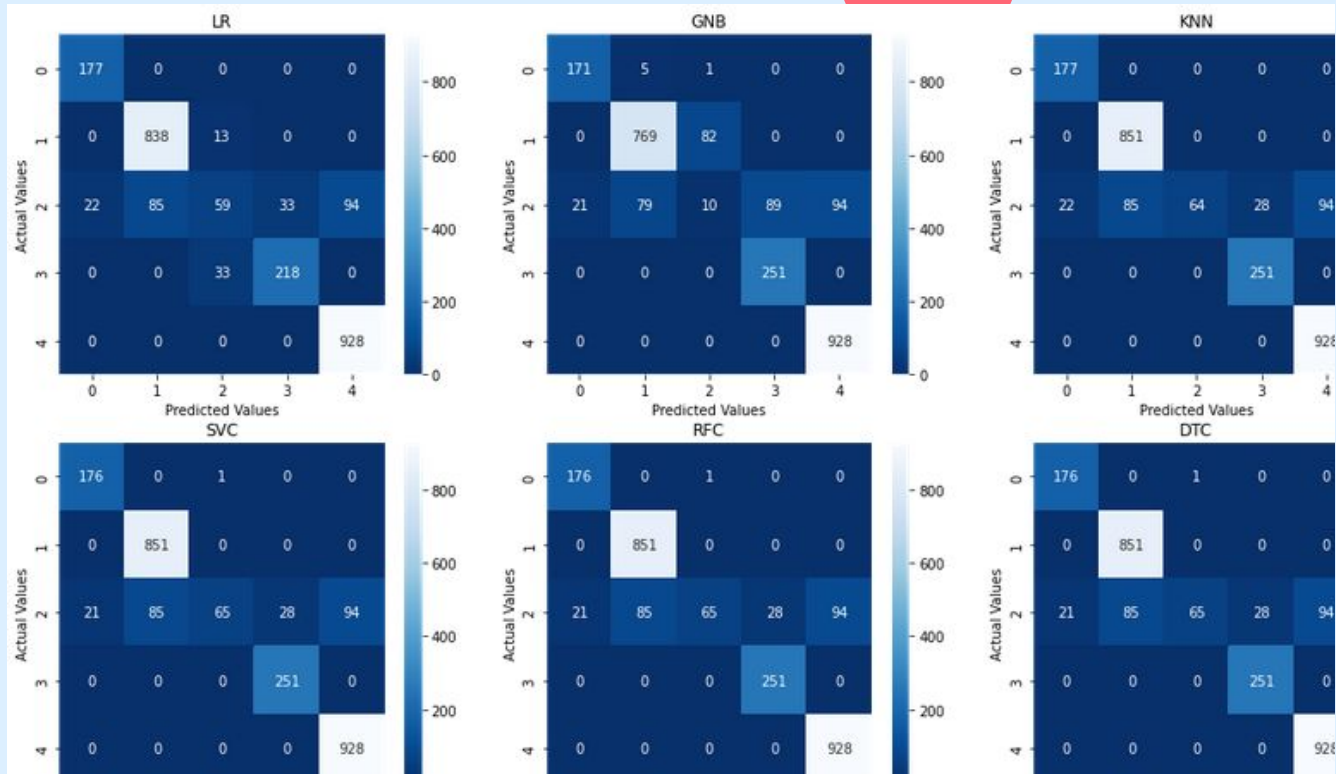 LR
0 177 0 0 0 0
1 0 838 13 0 0
2 22 85 59 33 94
3 0 0 33 218 0
4 0 0 0 0 928
0 1 2 3 4
Predicted Values
Actual Values
800
600
400
200
0
GNB
0 171 5 1 0 0
1 0 769 82 0 0
2 21 79 10 89 94
3 0 0 0 251 0
4 0 0 0 0 928
0 1 2 3 4
Predicted Values
Actual Values
800
600
400
200
0
KNN
0 177 0 0 0 0
1 0 851 0 0 0
2 22 85 64 28 94
3 0 0 0 251 0
4 0 0 0 0 928
0 1 2 3 4
Predicted Values
Actual Values
SVC
0 176 0 1 0 0
1 0 851 0 0 0
2 21 85 65 28 94
3 0 0 0 251 0
4 0 0 0 0 928
Actual Values
800
600
400
200
RFC
0 176 0 1 0 0
1 0 851 0 0 0
2 21 85 65 28 94
3 0 0 0 251 0
4 0 0 0 0 928
Actual Values
800
600
400
200
DTC
0 176 0 1 0 0
1 0 851 0 0 0
2 21 85 65 28 94
3 0 0 0 251 0
4 0 0 0 0 928
Actual Values